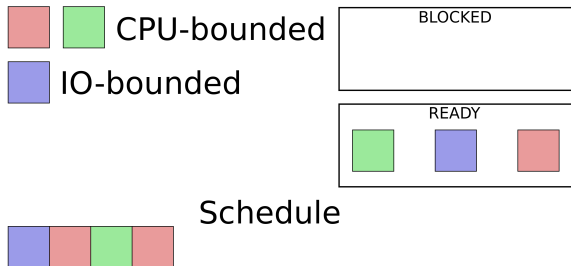 CPU-bounded
IO-bounded
BLOCKED
READY
Schedule